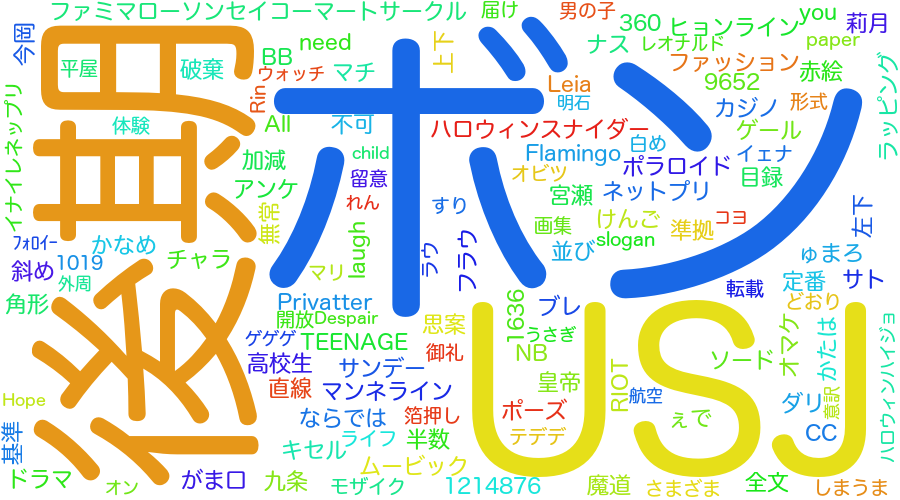 ファミマローソンセイコーマートサークル
届け
男の子
you
莉月
今岡
need
上下
360
ヒョンライン
BB
ナス
レオナルド
paper
平屋
破棄
ウォッチ
マチ
Leia
ファッション
赤絵
ラッピング
Rin
9652
明石
カジノ
形式
イナイレネップリ
体験
All
不可
ボン
ハロウィンスナイダー
ゲール
後期
加減
child
Flamingo
白め
イェナ
留意
オビツ
ポラロイド
目録
アンケ
れん
すり
宮瀬
ネットプリ
無帘
画集
けんご
準拠
コヨ
左下
フォロイー
かなめ
laugh
ラウ
フラウ
slogan
並び
ゅまろ
斜め
1019
チャラ
マリ
定番
サト
外周
転載
角形
Privatter
1636
ブレ
どおり
開放
Despair
思案
うさぎ
オマケ
かたは
ハロウィンハイジョ
ゲゲゲ
TEENAGE
御礼
NB
USJ
ソード
高校生
サンデー
皇帝
RIOT
直線
マンネライン
航空
ダリ
意訳
Hope
ならでは
箔押し
ポーズ
ぇで
基準
キセル
ライフ
半数
テデデ
CC
ドラマ
オン
がま口
九条
ムービック
モザイク
1214876
魔道
さまざま
全文
しまうま